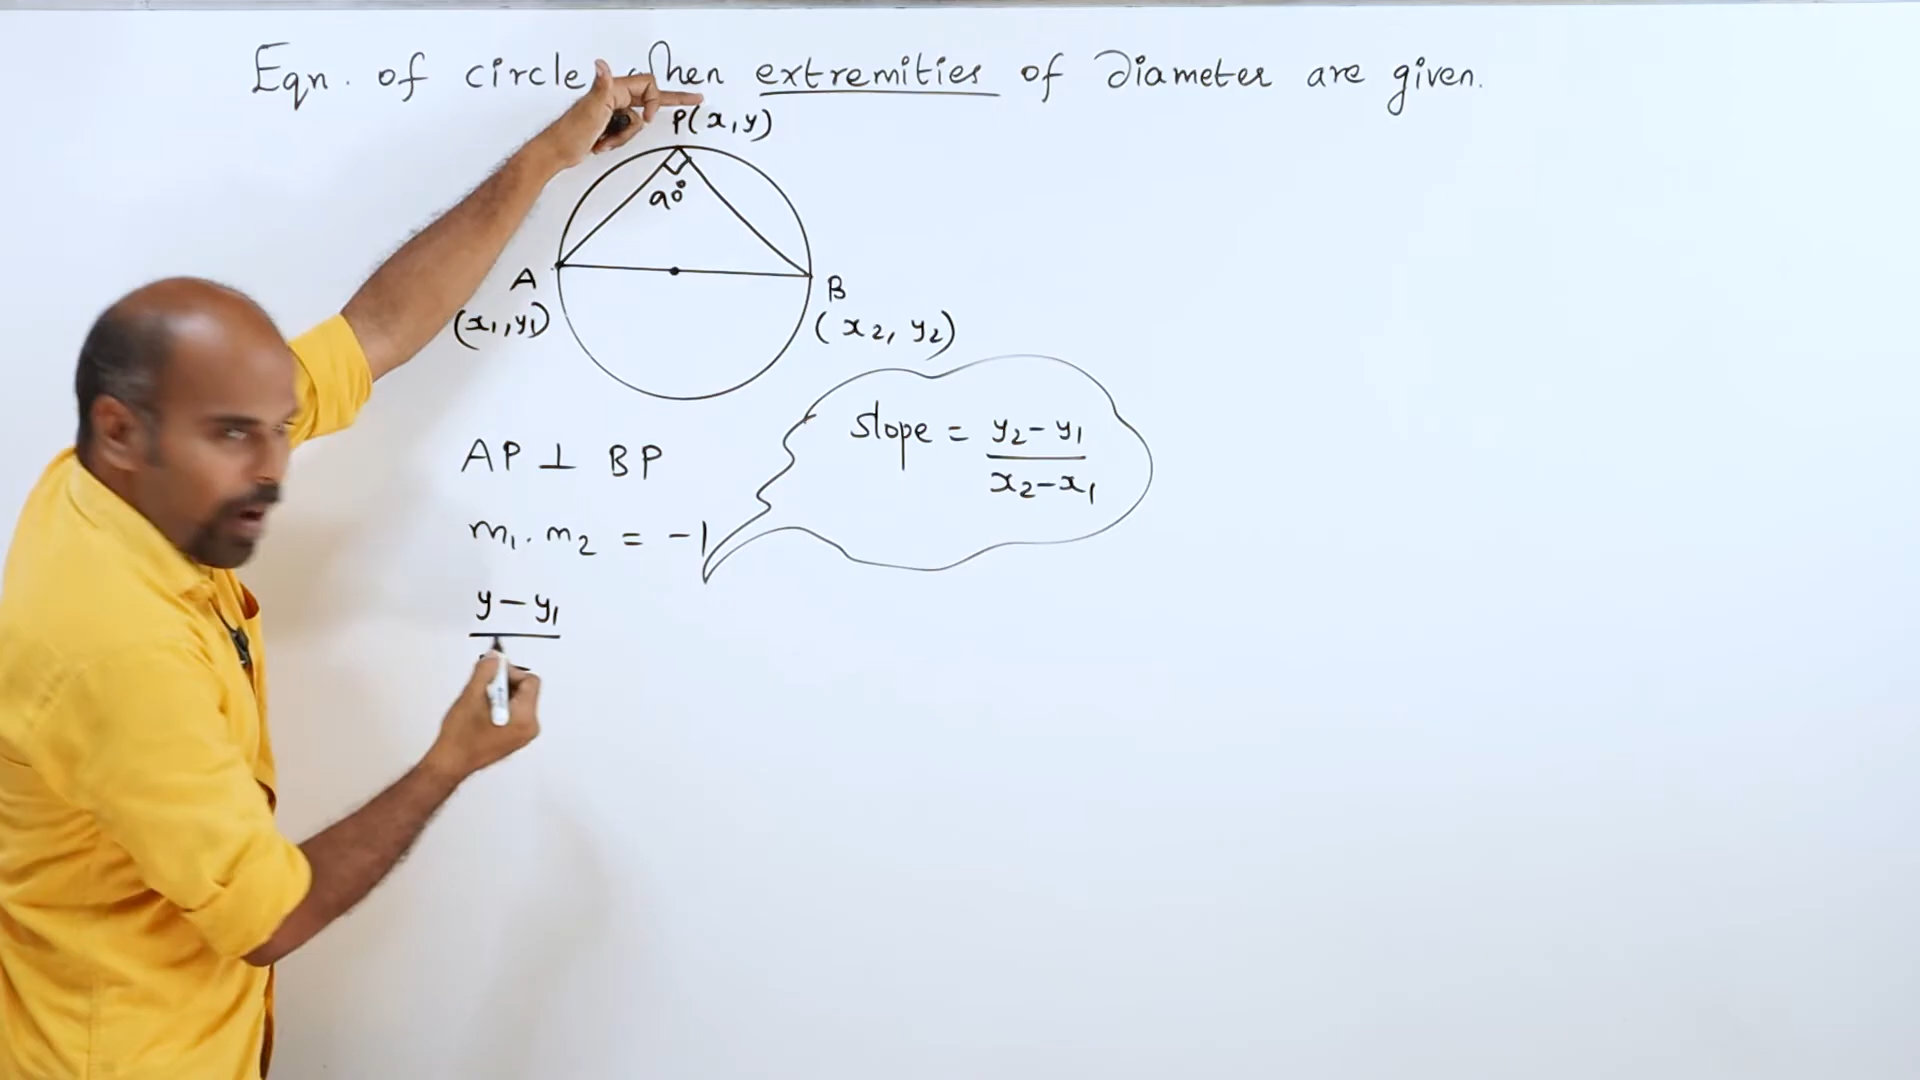 Eqn. of circle when extremities of Diameter are given.
P(x,y)
90°
A
B
(x1,y1)
(x2, y2)
slope = y2-y1
x2-x1
AP ⊥ BP
m1.m2 = -1
y-y1